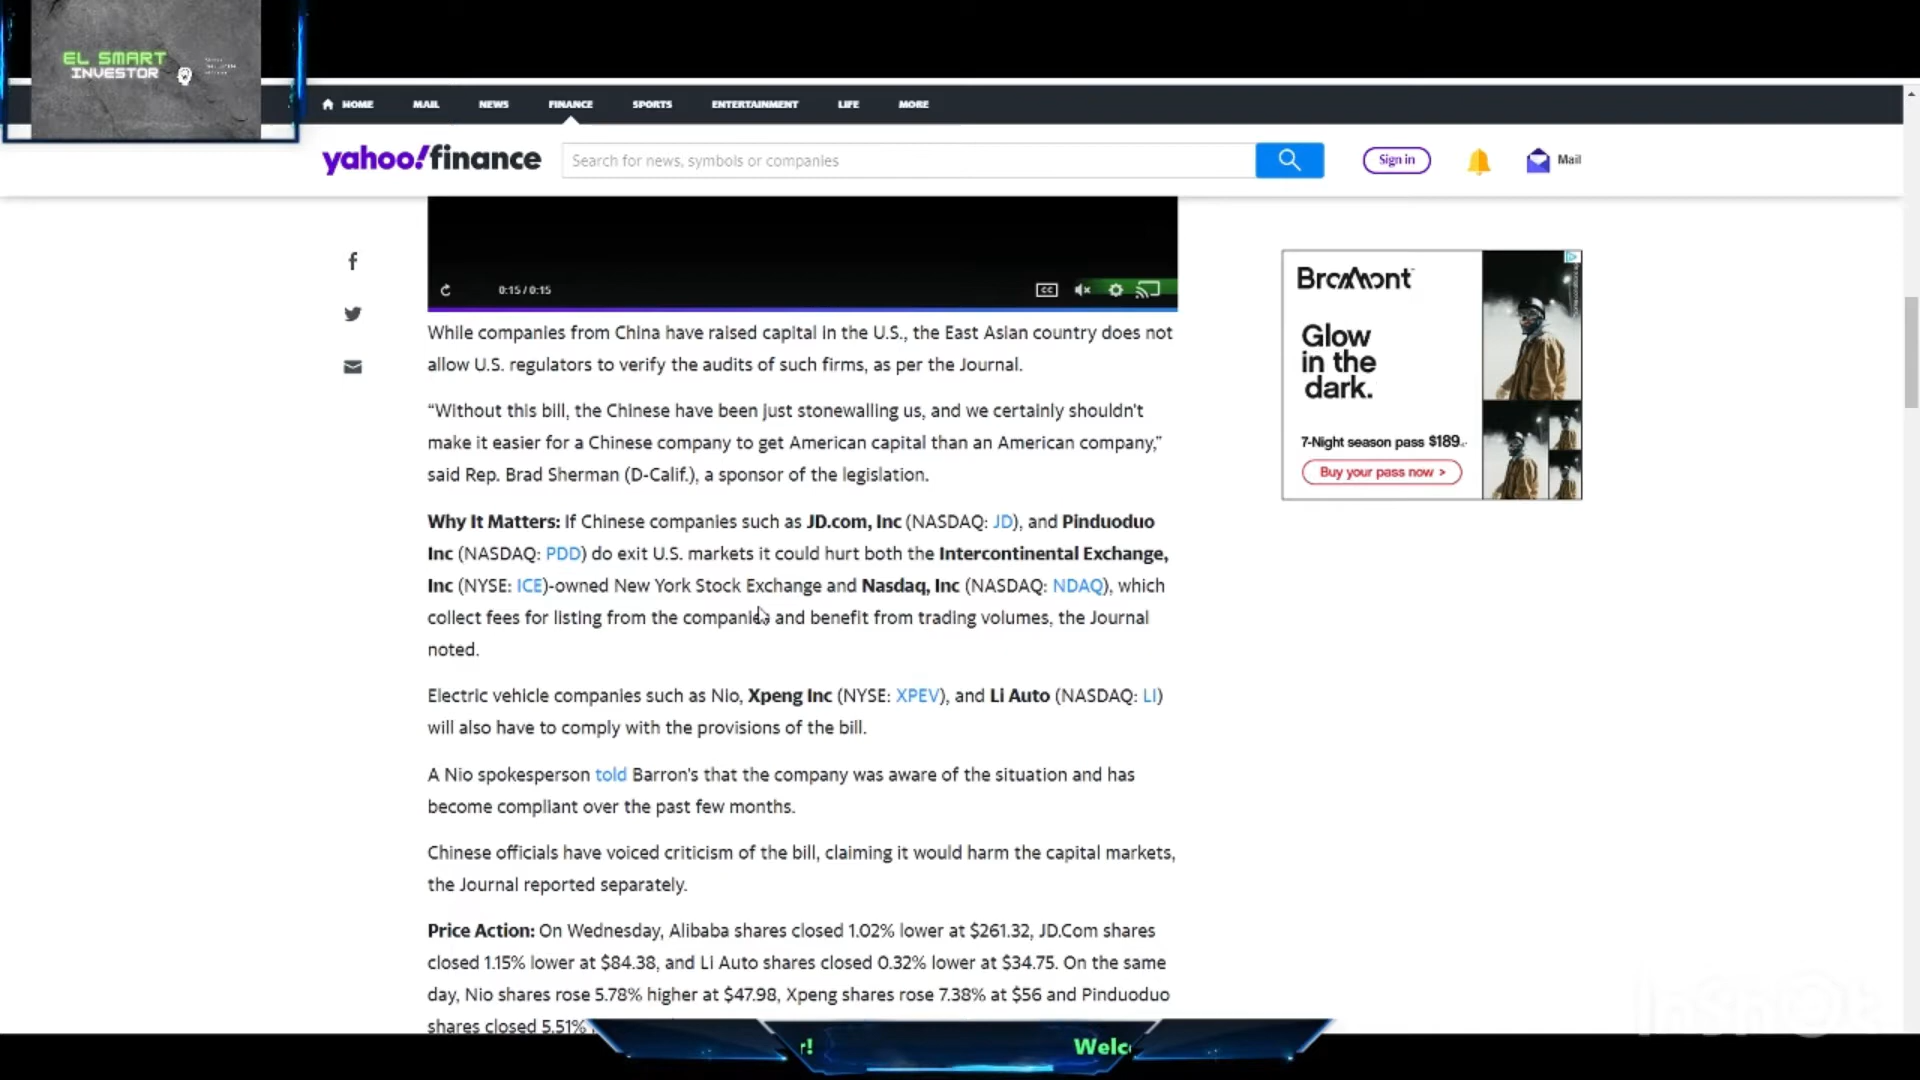 EL SMART
INVESTOR
HOME MAIL NEWS FINANCE SPORTS ENTERTAINMENT LIFE MORE
yahoo!finance Search for news, symbols or companies Sign in Mail
0:15 / 0:15 CC
While companies from China have raised capital in the U.S., the East Asian country does not
allow U.S. regulators to verify the audits of such firms, as per the Journal.
“Without this bill, the Chinese have been just stonewalling us, and we certainly shouldn't
make it easier for a Chinese company to get American capital than an American company,”
said Rep. Brad Sherman (D-Calif.), a sponsor of the legislation.
Why It Matters: If Chinese companies such as JD.com, Inc (NASDAQ: JD), and Pinduoduo
Inc (NASDAQ: PDD) do exit U.S. markets it could hurt both the Intercontinental Exchange,
Inc (NYSE: ICE)-owned New York Stock Exchange and Nasdaq, Inc (NASDAQ: NDAQ), which
collect fees for listing from the companies and benefit from trading volumes, the Journal
noted.
Electric vehicle companies such as Nio, Xpeng Inc (NYSE: XPEV), and Li Auto (NASDAQ: LI)
will also have to comply with the provisions of the bill.
A Nio spokesperson told Barron's that the company was aware of the situation and has
become compliant over the past few months.
Chinese officials have voiced criticism of the bill, claiming it would harm the capital markets,
the Journal reported separately.
Price Action: On Wednesday, Alibaba shares closed 1.02% lower at $261.32, JD.Com shares
closed 1.15% lower at $84.38, and Li Auto shares closed 0.32% lower at $34.75. On the same
day, Nio shares rose 5.78% higher at $47.98, Xpeng shares rose 7.38% at $56 and Pinduoduo
shares closed 5.51%
Bromont
Glow
in the
dark.
7-Night season pass $189
Buy your pass now >
r! Welc